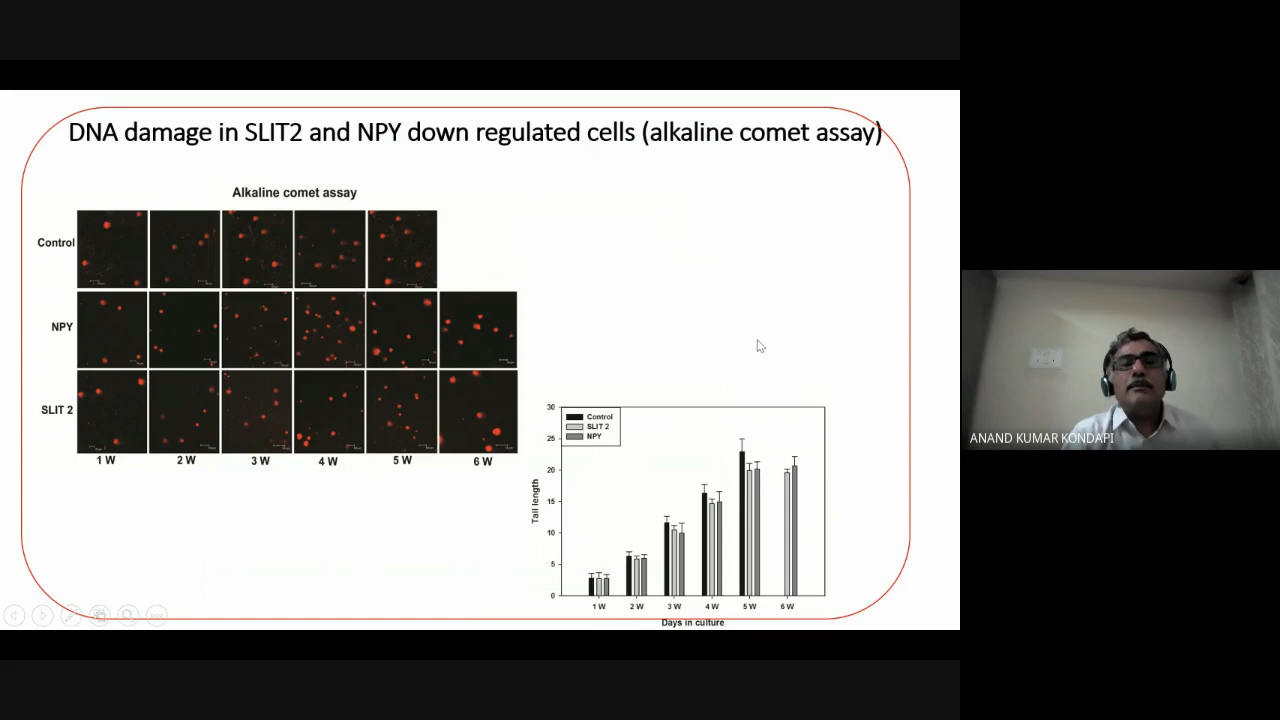 DNA damage in SLIT2 and NPY down regulated cells (alkaline comet assay)
Alkaline comet assay
Control
NPY
SLIT 2
1 W 2 W 3 W 4 W 5 W 6 W
30
25
20
15
10
5
0
Tail length
Control
SLIT 2
NPY
1 W 2 W 3 W 4 W 5 W 6 W
Days in culture
ANAND KUMAR KONDAPI